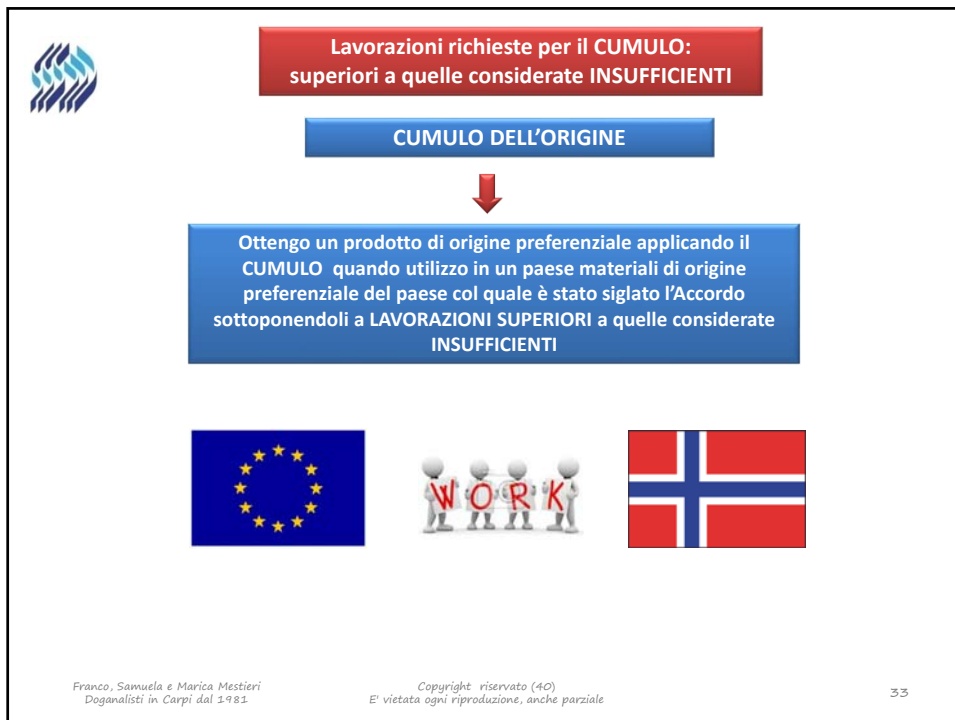 Lavorazioni richieste per il CUMULO:
superiori a quelle considerate INSUFFICIENTI
CUMULO DELL’ORIGINE
Ottengo un prodotto di origine preferenziale applicando il
CUMULO quando utilizzo in un paese materiali di origine
preferenziale del paese col quale è stato siglato l’Accordo
sottoponendoli a LAVORAZIONI SUPERIORI a quelle considerate
INSUFFICIENTI
WORK
Franco, Samuela e Marica Mestieri
Doganalisti in Carpi dal 1981
Copyright riservato (40)
E' vietata ogni riproduzione, anche parziale
33